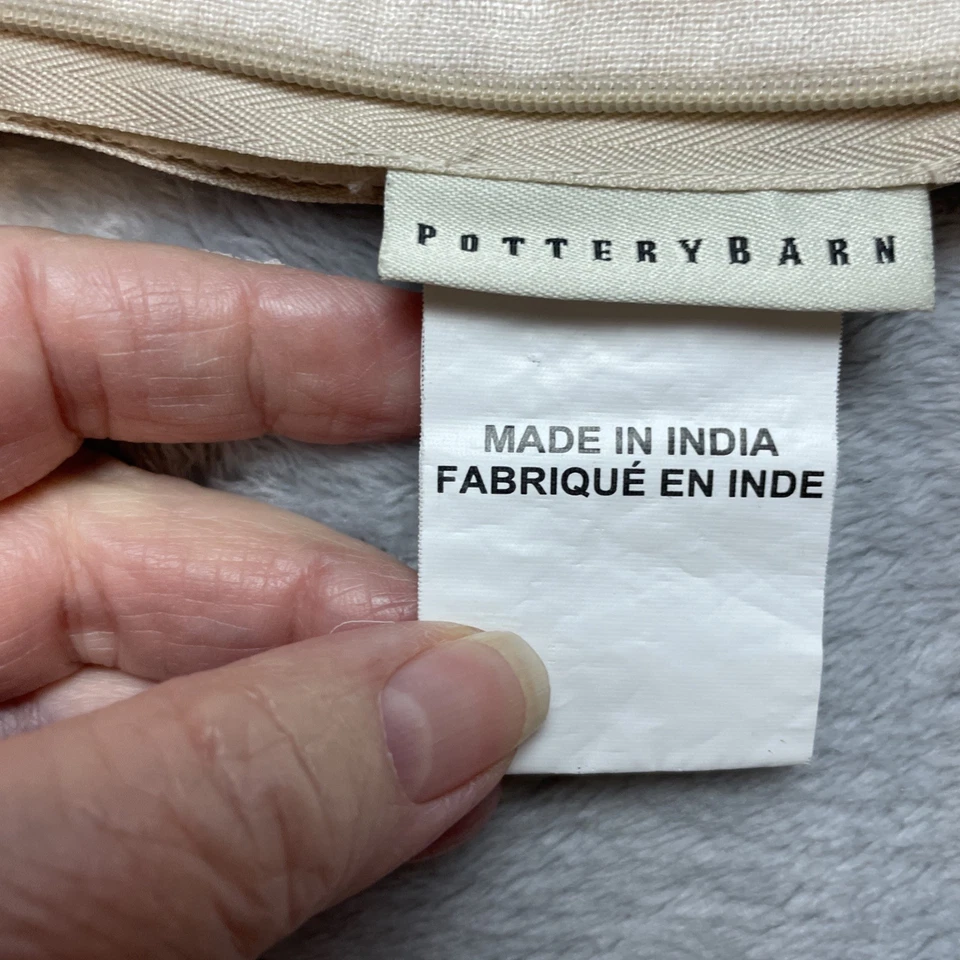 POTTERYBARN
MADE IN INDIA
FABRIQUÉ EN INDE